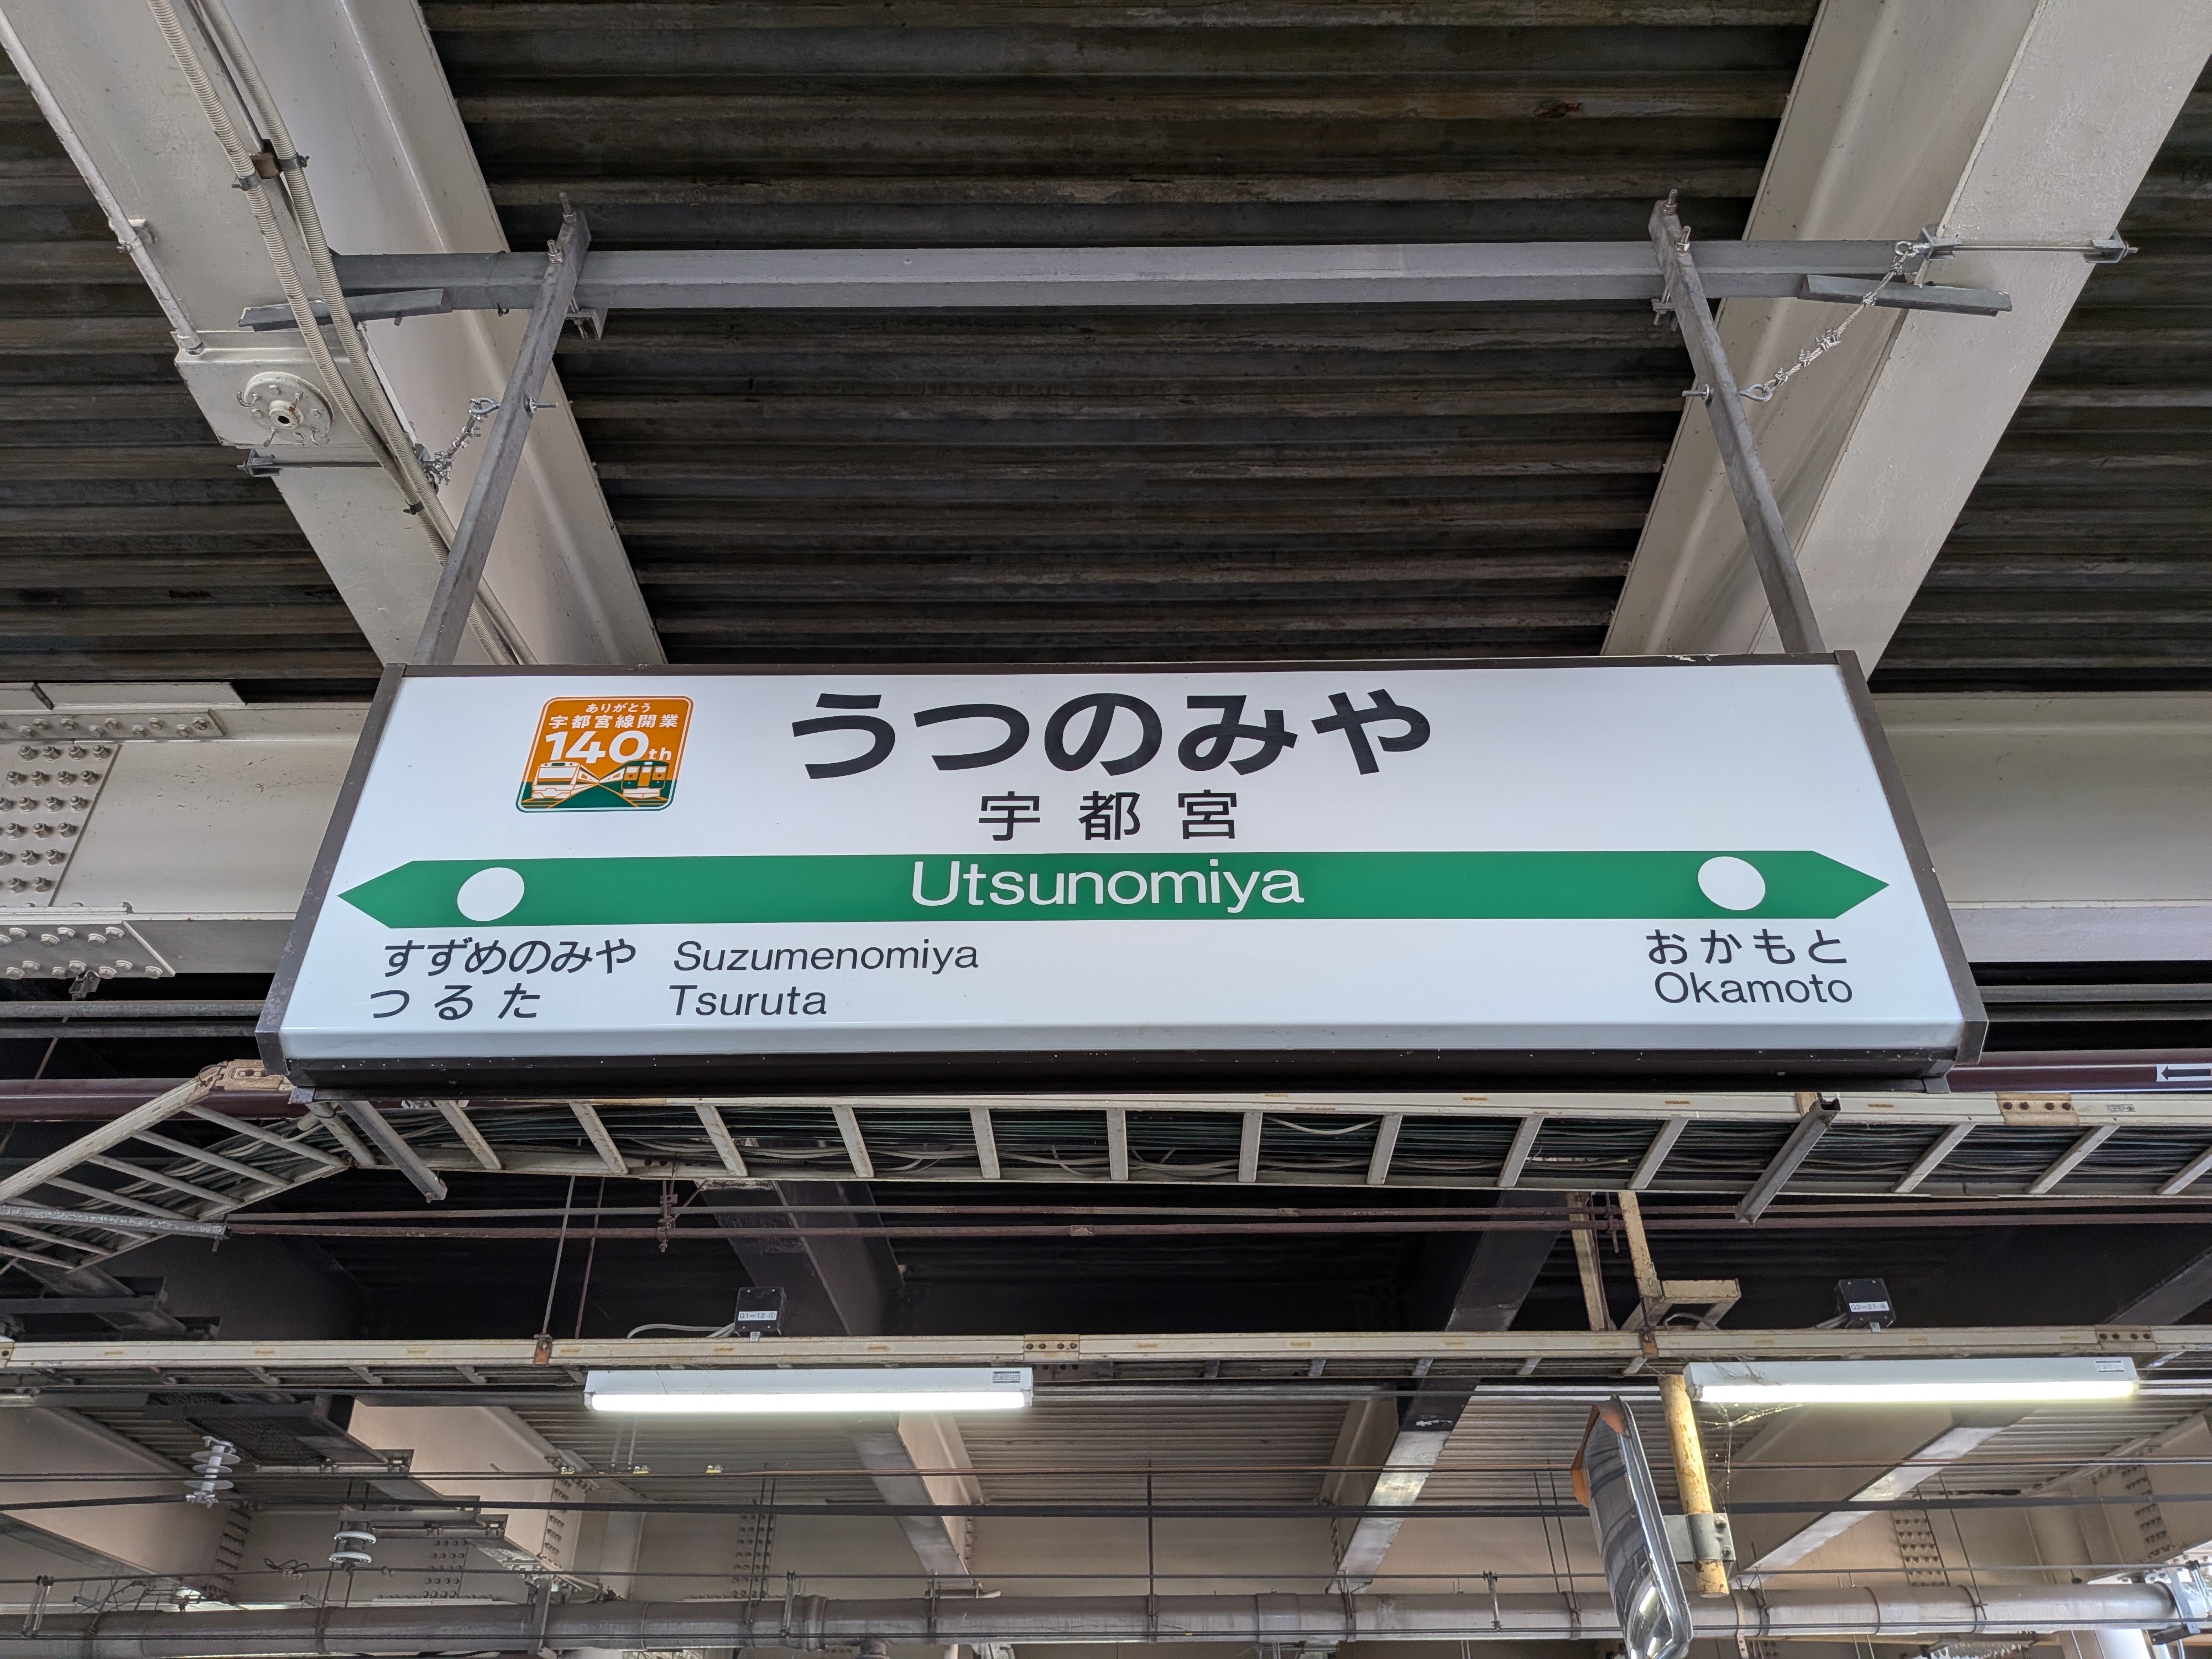 ありがとう
宇都宮線開業
140th
うつのみや
宇都宮
Utsunomiya
すずめのみや Suzumenomiya
つるた Tsuruta
おかもと
Okamoto